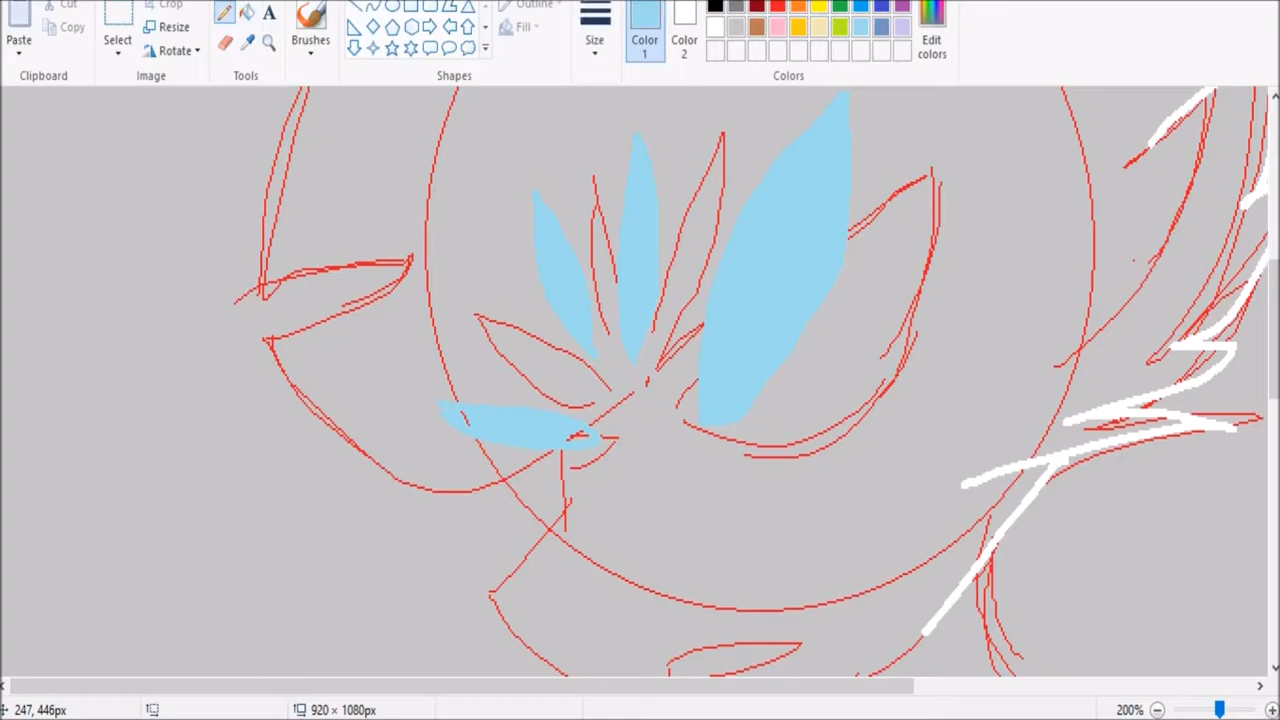 Cut
Crop
Outline
Copy
Resize
Fill
Paste
Select
Rotate
Brushes
Size
Color
1
Color
2
Edit
colors
Clipboard
Image
Tools
Shapes
Colors
247, 446px
920 × 1080px
200%